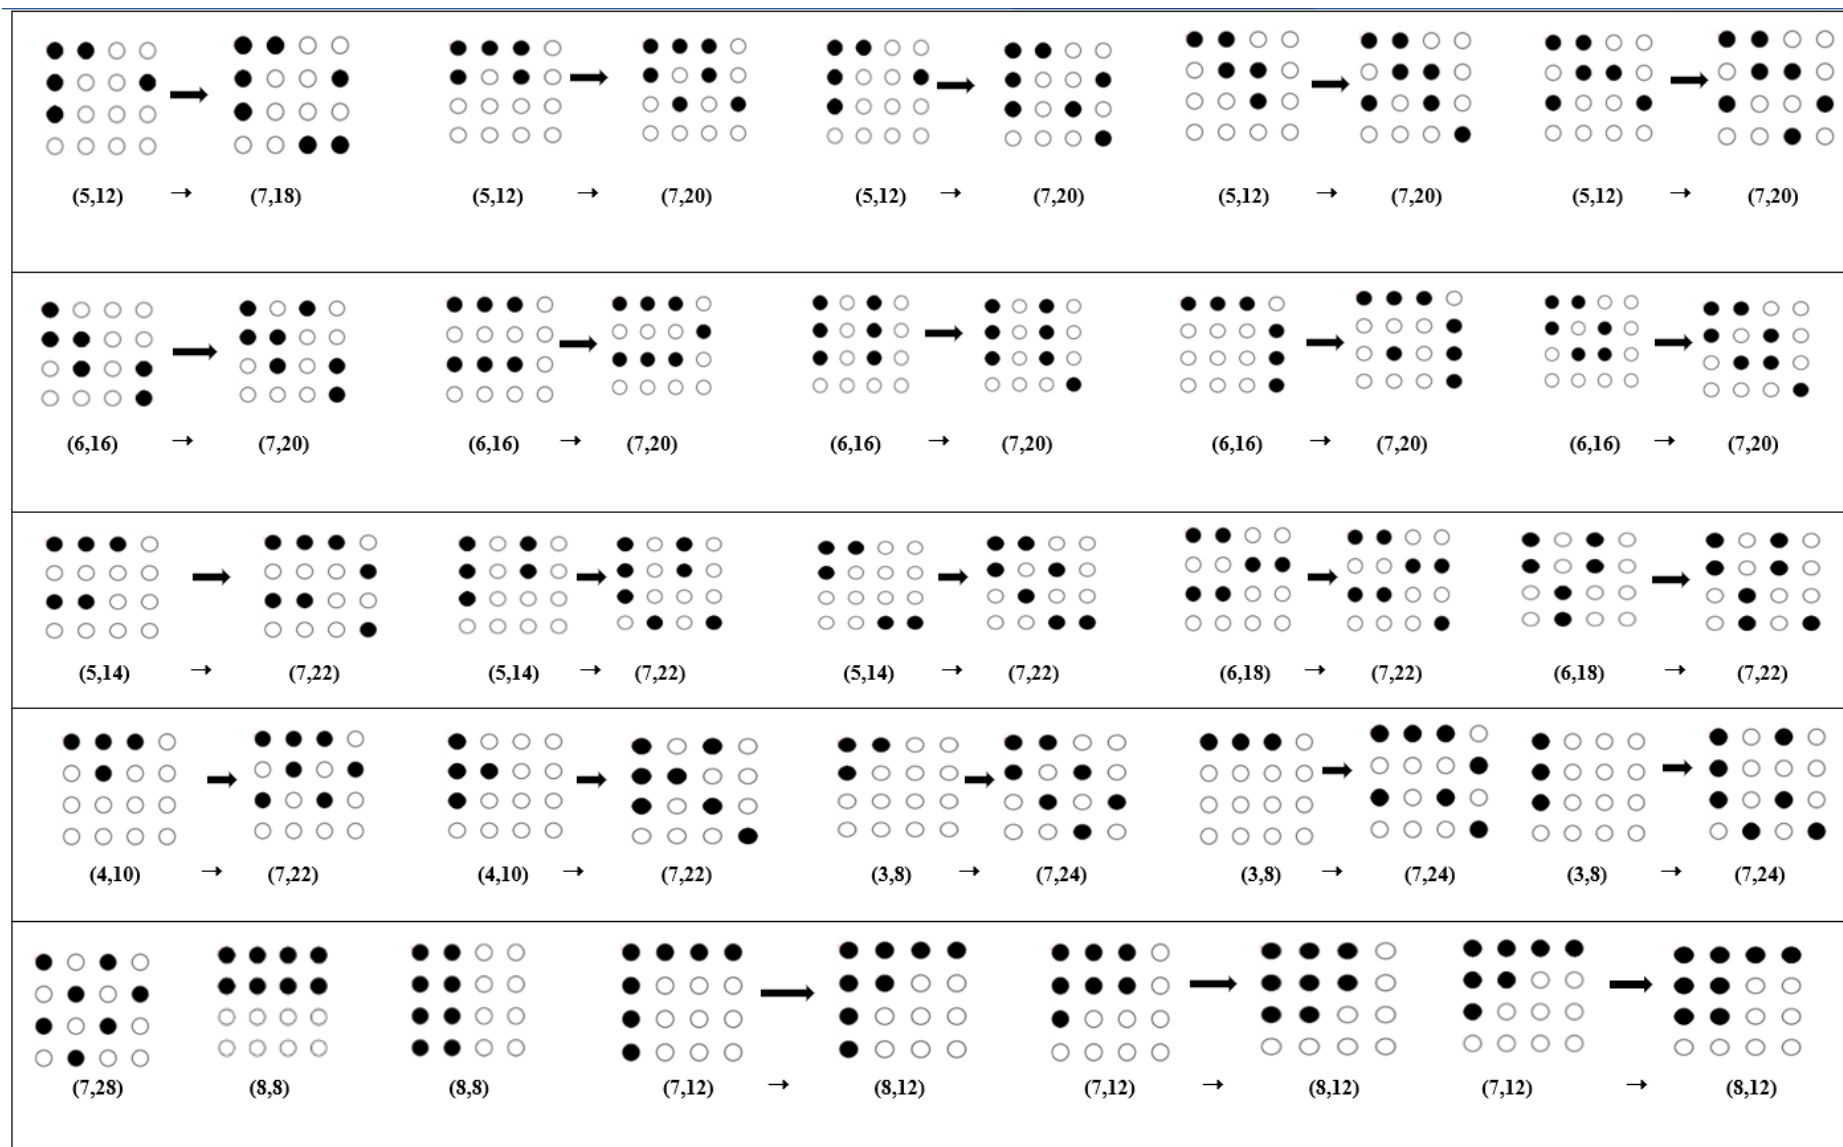 (5,12) → (7,18) (5,12) → (7,20) (5,12) → (7,20) (5,12) → (7,20) (5,12) → (7,20)
(6,16) → (7,20) (6,16) → (7,20) (6,16) → (7,20) (6,16) → (7,20) (6,16) → (7,20)
(5,14) → (7,22) (5,14) → (7,22) (5,14) → (7,22) (6,18) → (7,22) (6,18) → (7,22)
(4,10) → (7,22) (4,10) → (7,22) (3,8) → (7,24) (3,8) → (7,24) (3,8) → (7,24)
(7,28) (8,8) (8,8) (7,12) → (8,12) (7,12) → (8,12) (7,12) → (8,12)